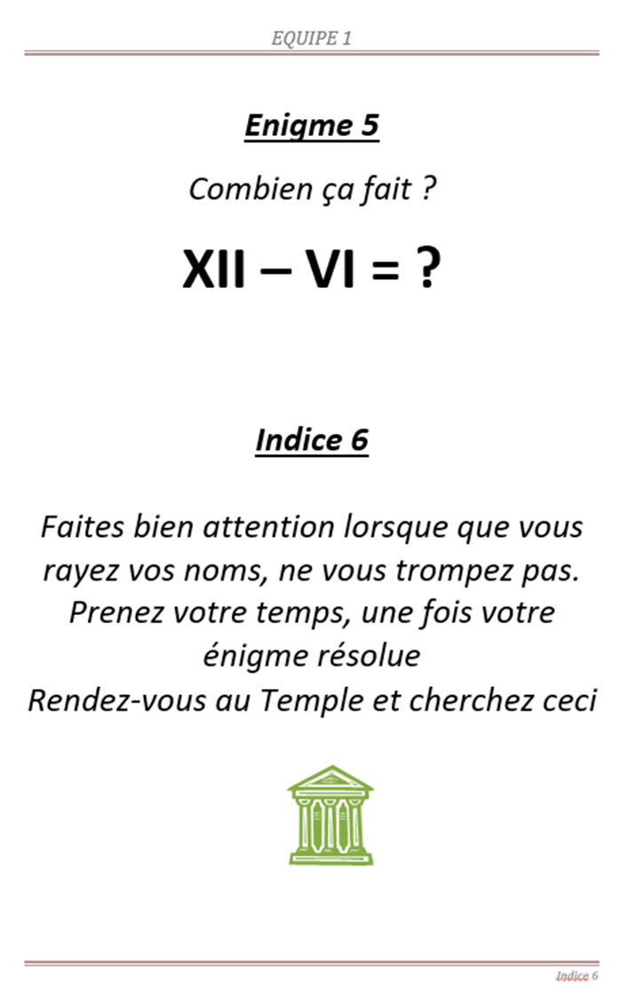 EQUIPE 1
Enigme 5
Combien ça fait ?
XII – VI = ?
Indice 6
Faites bien attention lorsque que vous
rayez vos noms, ne vous trompez pas.
Prenez votre temps, une fois votre
énigme résolue
Rendez-vous au Temple et cherchez ceci
Indice 6